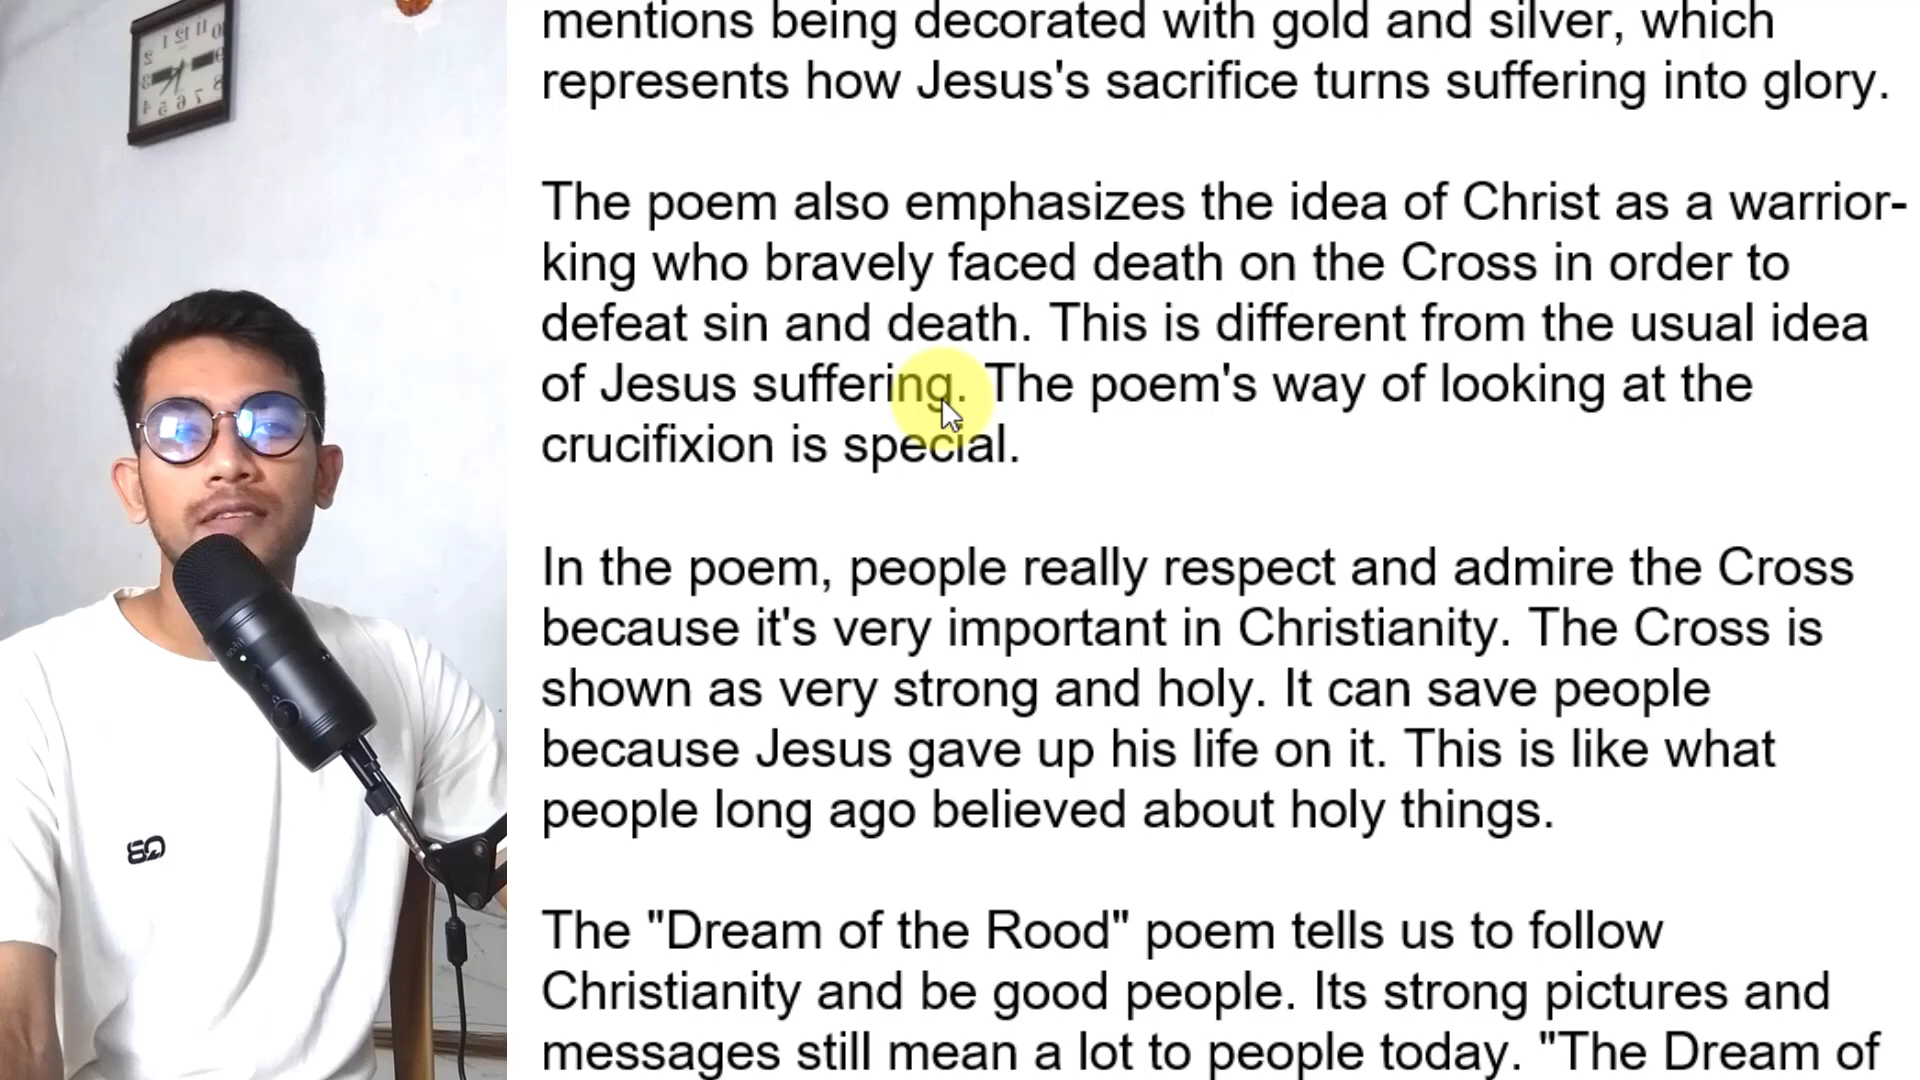 mentions being decorated with gold and silver, which
represents how Jesus's sacrifice turns suffering into glory.
The poem also emphasizes the idea of Christ as a warrior-
king who bravely faced death on the Cross in order to
defeat sin and death. This is different from the usual idea
of Jesus suffering. The poem's way of looking at the
crucifixion is special.
In the poem, people really respect and admire the Cross
because it's very important in Christianity. The Cross is
shown as very strong and holy. It can save people
because Jesus gave up his life on it. This is like what
people long ago believed about holy things.
The "Dream of the Rood" poem tells us to follow
Christianity and be good people. Its strong pictures and
messages still mean a lot to people today. "The Dream of